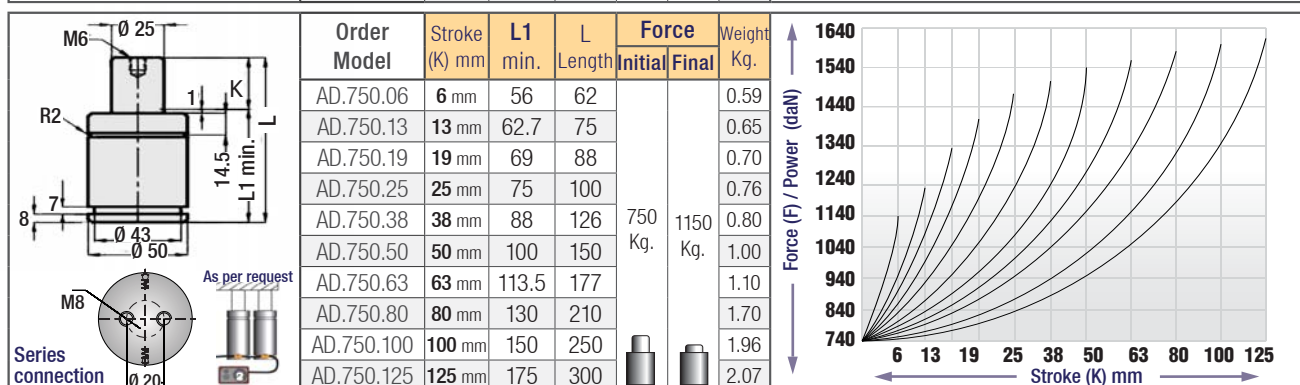 Ø 25
M6
1
K
L
R2
14.5
L1 min.
7
8
Ø 43
Ø 50
As per request
M8
Series
connection
Ø 20
Order Model Stroke (K) mm L1 min. L Length Force Initial Final Weight Kg.
AD.750.06 6 mm 56 62 0.59
AD.750.13 13 mm 62.7 75 0.65
AD.750.19 19 mm 69 88 0.70
AD.750.25 25 mm 75 100 0.76
AD.750.38 38 mm 88 126 0.80
AD.750.50 50 mm 100 150 1.00
AD.750.63 63 mm 113.5 177 1.10
AD.750.80 80 mm 130 210 1.70
AD.750.100 100 mm 150 250 1.96
AD.750.125 125 mm 175 300 2.07
750 Kg.
1150 Kg.
Force (F) / Power (daN)
1640
1540
1440
1340
1240
1140
1040
940
840
740
6 13 19 25 38 50 63 80 100 125
Stroke (K) mm